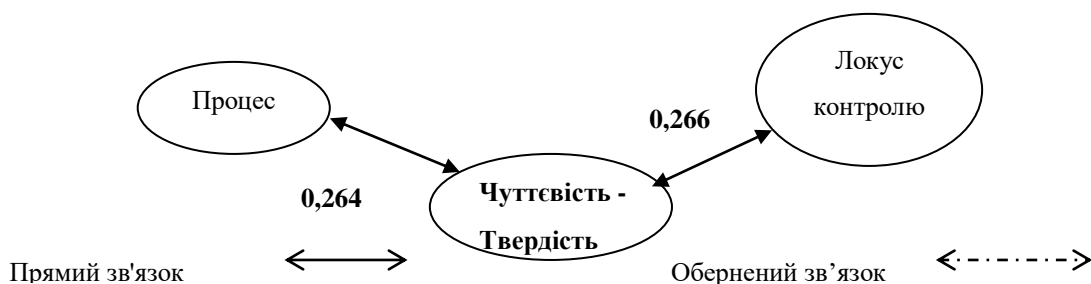 Процес
Локус
контролю
0,266
0,264
Чуттєвість -
Твердість
Прямий зв'язок
Обернений зв’язок